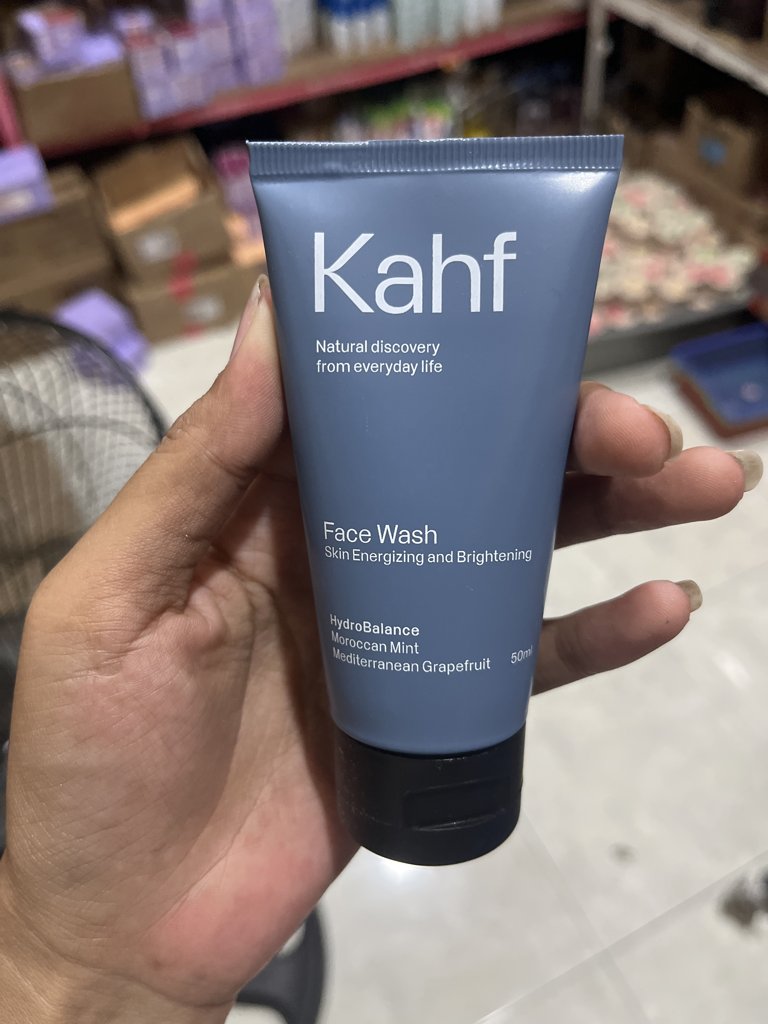 Kahf
Natural discovery
from everyday life
Face Wash
Skin Energizing and Brightening
HydroBalance
Moroccan Mint
Mediterranean Grapefruit
50ml